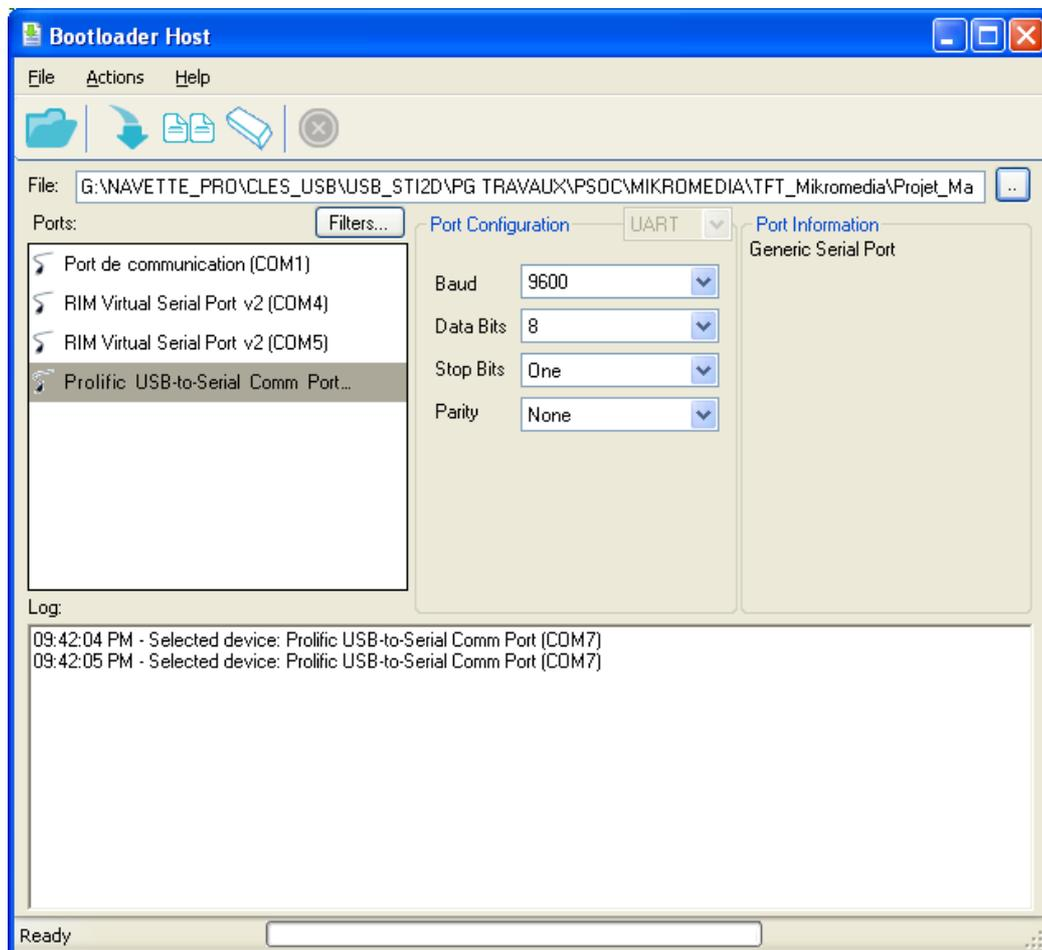 Bootloader Host
File Actions Help
File: G:\NAVETTE_PRO\CLES_USB\USB_STI2D\PG TRAVAUX\PSOC\MIKROMEDIA\TFT_Mikromedia\Projet_Ma ..
Ports: Filters...
Port de communication (COM1)
RIM Virtual Serial Port v2 (COM4)
RIM Virtual Serial Port v2 (COM5)
Prolific USB-to-Serial Comm Port...
Port Configuration UART
Baud 9600
Data Bits 8
Stop Bits One
Parity None
Port Information
Generic Serial Port
Log:
09:42:04 PM - Selected device: Prolific USB-to-Serial Comm Port (COM7)
09:42:05 PM - Selected device: Prolific USB-to-Serial Comm Port (COM7)
Ready